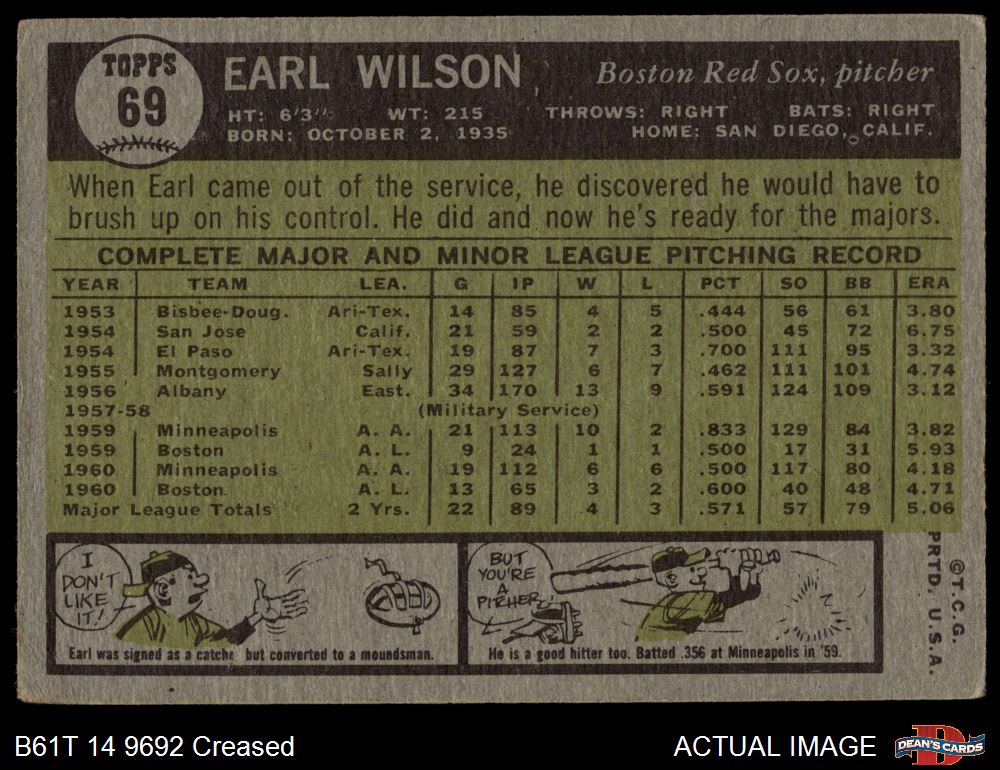 TOPPS
69
EARL WILSON, Boston Red Sox, pitcher
HT: 6'3" WT: 215 THROWS: RIGHT BATS: RIGHT
BORN: OCTOBER 2, 1935 HOME: SAN DIEGO, CALIF.
When Earl came out of the service, he discovered he would have to
brush up on his control. He did and now he's ready for the majors.
COMPLETE MAJOR AND MINOR LEAGUE PITCHING RECORD
YEAR TEAM LEA. G IP W L PCT SO BB ERA
1953 Bisbee-Doug. Ari-Tex. 14 85 4 5 .444 56 61 3.80
1954 San Jose Calif. 21 59 2 2 .500 45 72 6.75
1954 El Paso Ari-Tex. 19 87 7 3 .700 111 95 3.32
1955 Montgomery Sally 29 127 6 7 .462 111 101 4.74
1956 Albany East. 34 170 13 9 .591 124 109 3.12
1957-58 (Military Service)
1959 Minneapolis A. A. 21 113 10 2 .833 129 84 3.82
1959 Boston A. L. 9 24 1 1 .500 17 31 5.93
1960 Minneapolis A. A. 19 112 6 6 .500 117 80 4.18
1960 Boston A. L. 13 65 3 2 .600 40 48 4.71
Major League Totals 2 Yrs. 22 89 4 3 .571 57 79 5.06
I
DON'T
LIKE
IT!
Earl was signed as a catche but converted to a moundsman.
BUT
YOU'RE
A
PITCHER
He is a good hitter too. Batted .356 at Minneapolis in '59.
©T.C.G.
PRTD. U.S.A.
B61T 14 9692 Creased
ACTUAL IMAGE
DEAN'S CARDS